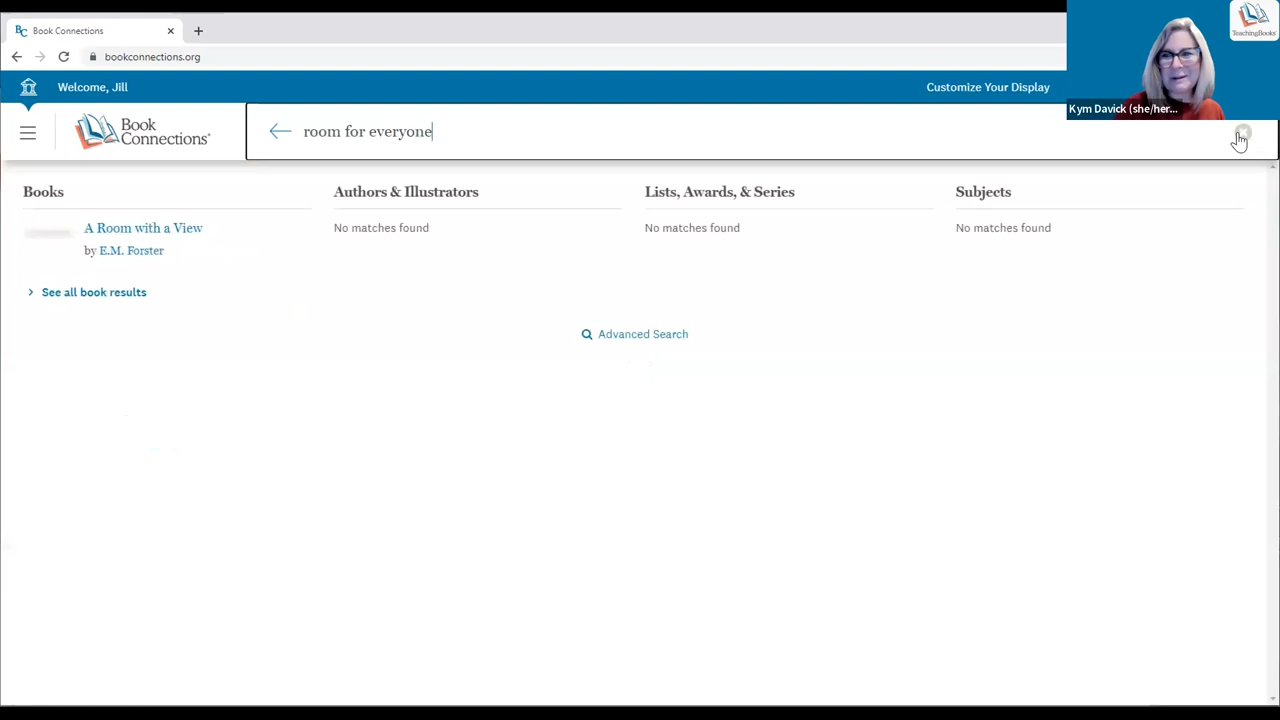 Book Connections
bookconnections.org
TeachingBooks
Welcome, Jill
Customize Your Display
Kym Davick (she/her...
Book
Connections
room for everyone
Books
Authors & Illustrators
Lists, Awards, & Series
Subjects
A Room with a View
by E.M. Forster
No matches found
No matches found
No matches found
See all book results
Advanced Search